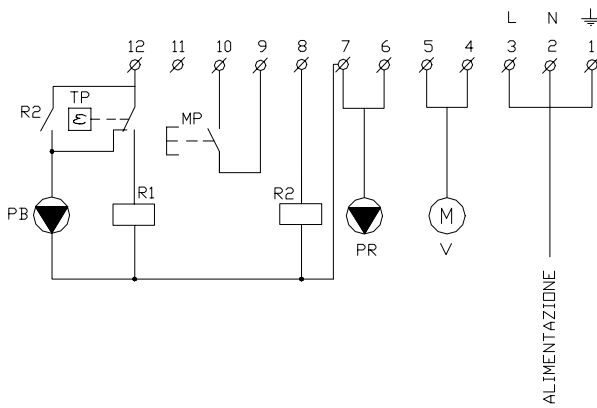 L N
12 11 10 9 8 7 6 5 4 3 2 1
TP
R2
ε
MP
R1
R2
PB
M
PR
V
ALIMENTAZIONE